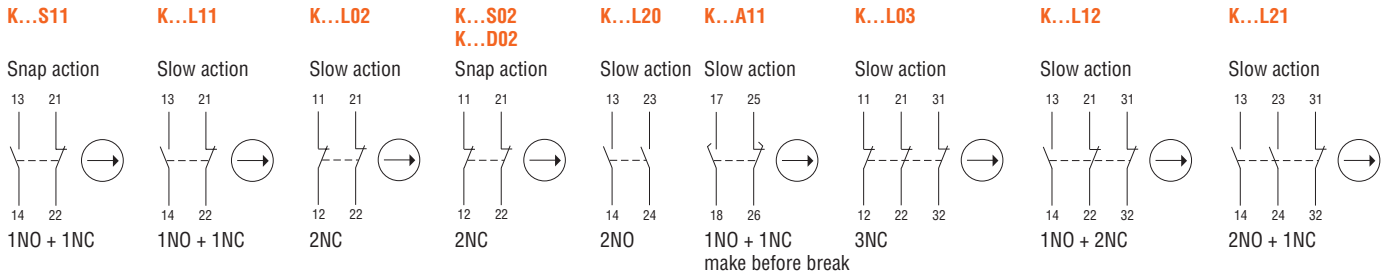 K...S11 K...L11 K...L02 K...S02 K...L20 K...A11 K...L03 K...L12 K...L21
K...D02
Snap action Slow action Slow action Snap action Slow action Slow action Slow action Slow action Slow action
13 21 13 21 11 21 11 21 13 23 17 25 11 21 31 13 21 31 13 23 31
14 22 14 22 12 22 12 22 14 24 18 26 12 22 32 14 22 32 14 24 32
1NO + 1NC 1NO + 1NC 2NC 2NC 2NO 1NO + 1NC 3NC 1NO + 2NC 2NO + 1NC
make before break